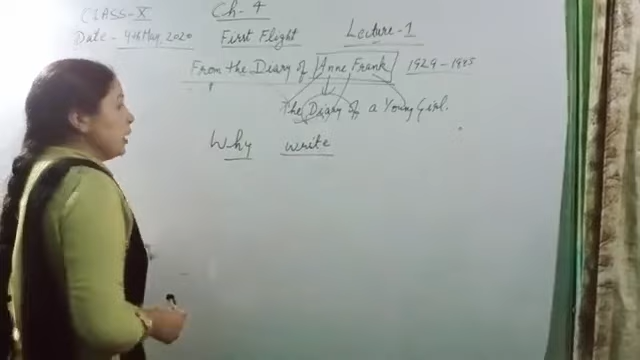 CLASS-X
Ch-4
Date - 4th May, 2020
First Flight
Lecture-1
From the Diary of Anne Frank 1929-1945
The Diary of a Young Girl.
Why write